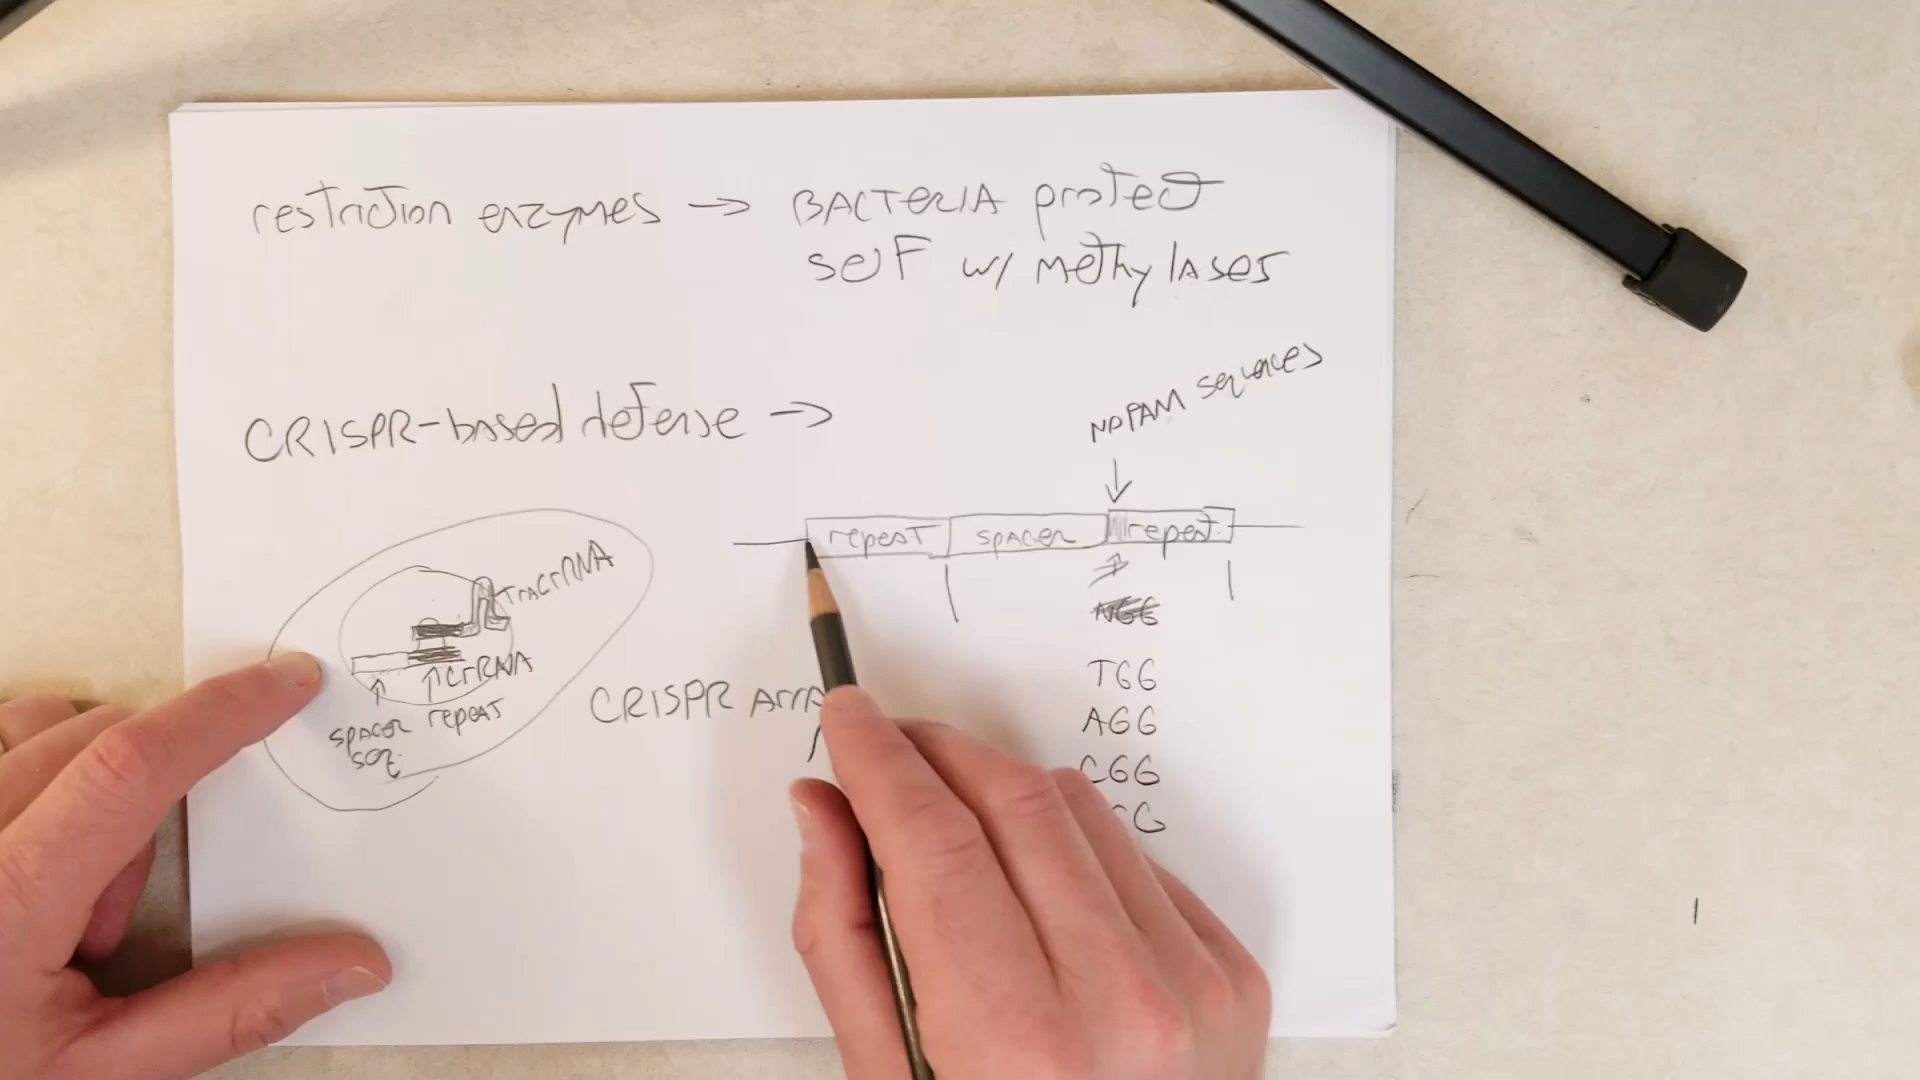 restriction enzymes → BACTERIA protect
self w/ methylases
NO PAM sequences
CRISPR-based defense →
repeat spacer repeat
tracrRNA
NGG
crRNA
TGG
spacer repeat
seq.
CRISPR ArrA
AGG
CGG